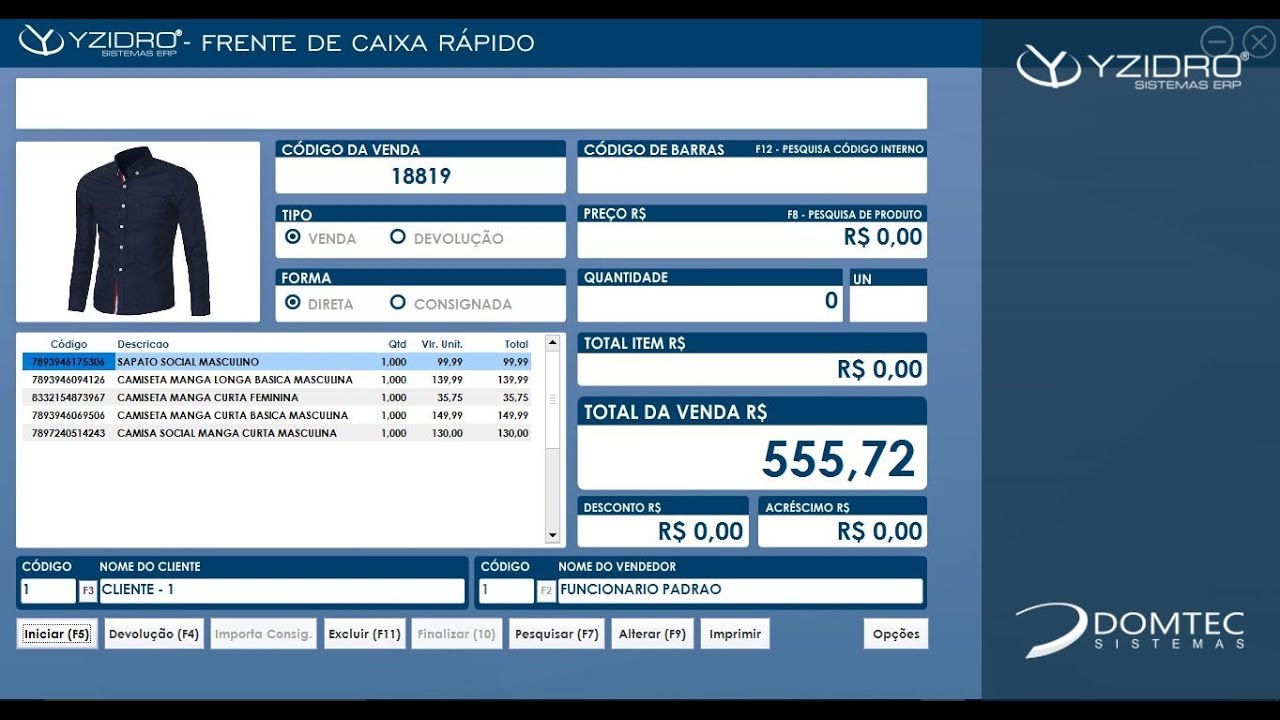 YZIDRO® - FRENTE DE CAIXA RÁPIDO
SISTEMAS ERP
YZIDRO®
SISTEMAS ERP
CÓDIGO DA VENDA
18819
CÓDIGO DE BARRAS F12 - PESQUISA CÓDIGO INTERNO
TIPO
VENDA DEVOLUÇÃO
PREÇO R$ F8 - PESQUISA DE PRODUTO
R$ 0,00
FORMA
DIRETA CONSIGNADA
QUANTIDADE UN
0
Código Descricao Qtd Vlr. Unit. Total
7893946175306 SAPATO SOCIAL MASCULINO 1,000 99,99 99,99
7893946094126 CAMISETA MANGA LONGA BASICA MASCULINA 1,000 139,99 139,99
8332154873967 CAMISETA MANGA CURTA FEMININA 1,000 35,75 35,75
7893946069506 CAMISETA MANGA CURTA BASICA MASCULINA 1,000 149,99 149,99
7897240514243 CAMISA SOCIAL MANGA CURTA MASCULINA 1,000 130,00 130,00
TOTAL ITEM R$
R$ 0,00
TOTAL DA VENDA R$
555,72
DESCONTO R$ ACRÉSCIMO R$
R$ 0,00 R$ 0,00
CÓDIGO NOME DO CLIENTE CÓDIGO NOME DO VENDEDOR
1 F3 CLIENTE - 1 1 F2 FUNCIONARIO PADRAO
Iniciar (F5) Devolução (F4) Importa Consig. Excluir (F11) Finalizar (10) Pesquisar (F7) Alterar (F9) Imprimir Opções
DOMTEC
SISTEMAS